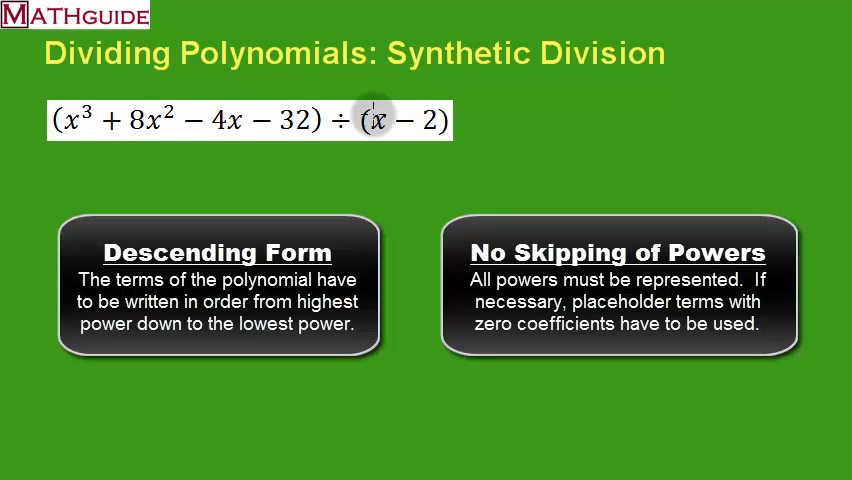 MATHGUIDE
Dividing Polynomials: Synthetic Division
(x³ + 8x² − 4x − 32) ÷ (x − 2)
Descending Form
The terms of the polynomial have
to be written in order from highest
power down to the lowest power.
No Skipping of Powers
All powers must be represented. If
necessary, placeholder terms with
zero coefficients have to be used.